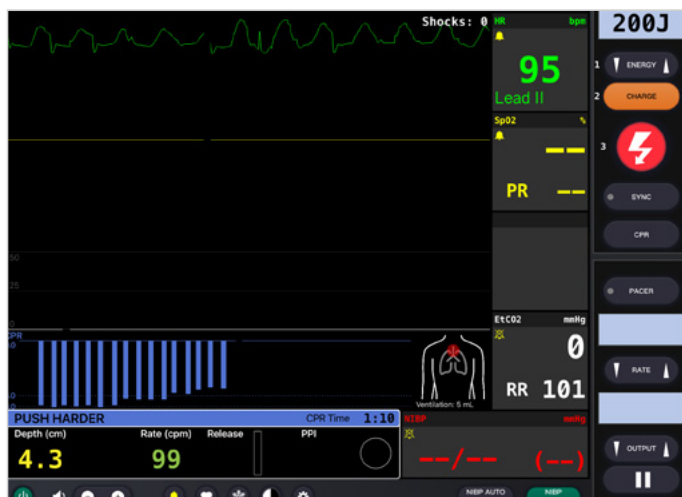 Shocks: 0
HR bpm
95
Lead II
SpO2 %
--
PR --
50
25
0
EtCO2 mmHg
0
RR 101
CPR
Ventilation: 5 mL
PUSH HARDER CPR Time 1:10
Depth (cm) Rate (cpm) Release PPI
4.3 99
NIBP mmHg
--/-- (--)
NIBP AUTO NIBP
200J
1 ENERGY
2 CHARGE
3
SYNC
CPR
PACER
RATE
OUTPUT